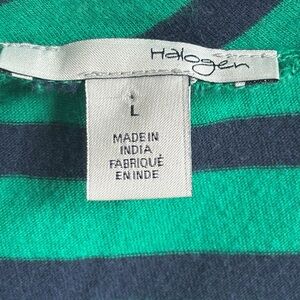 Halogen
L
MADE IN
INDIA
FABRIQUÉ
EN INDE